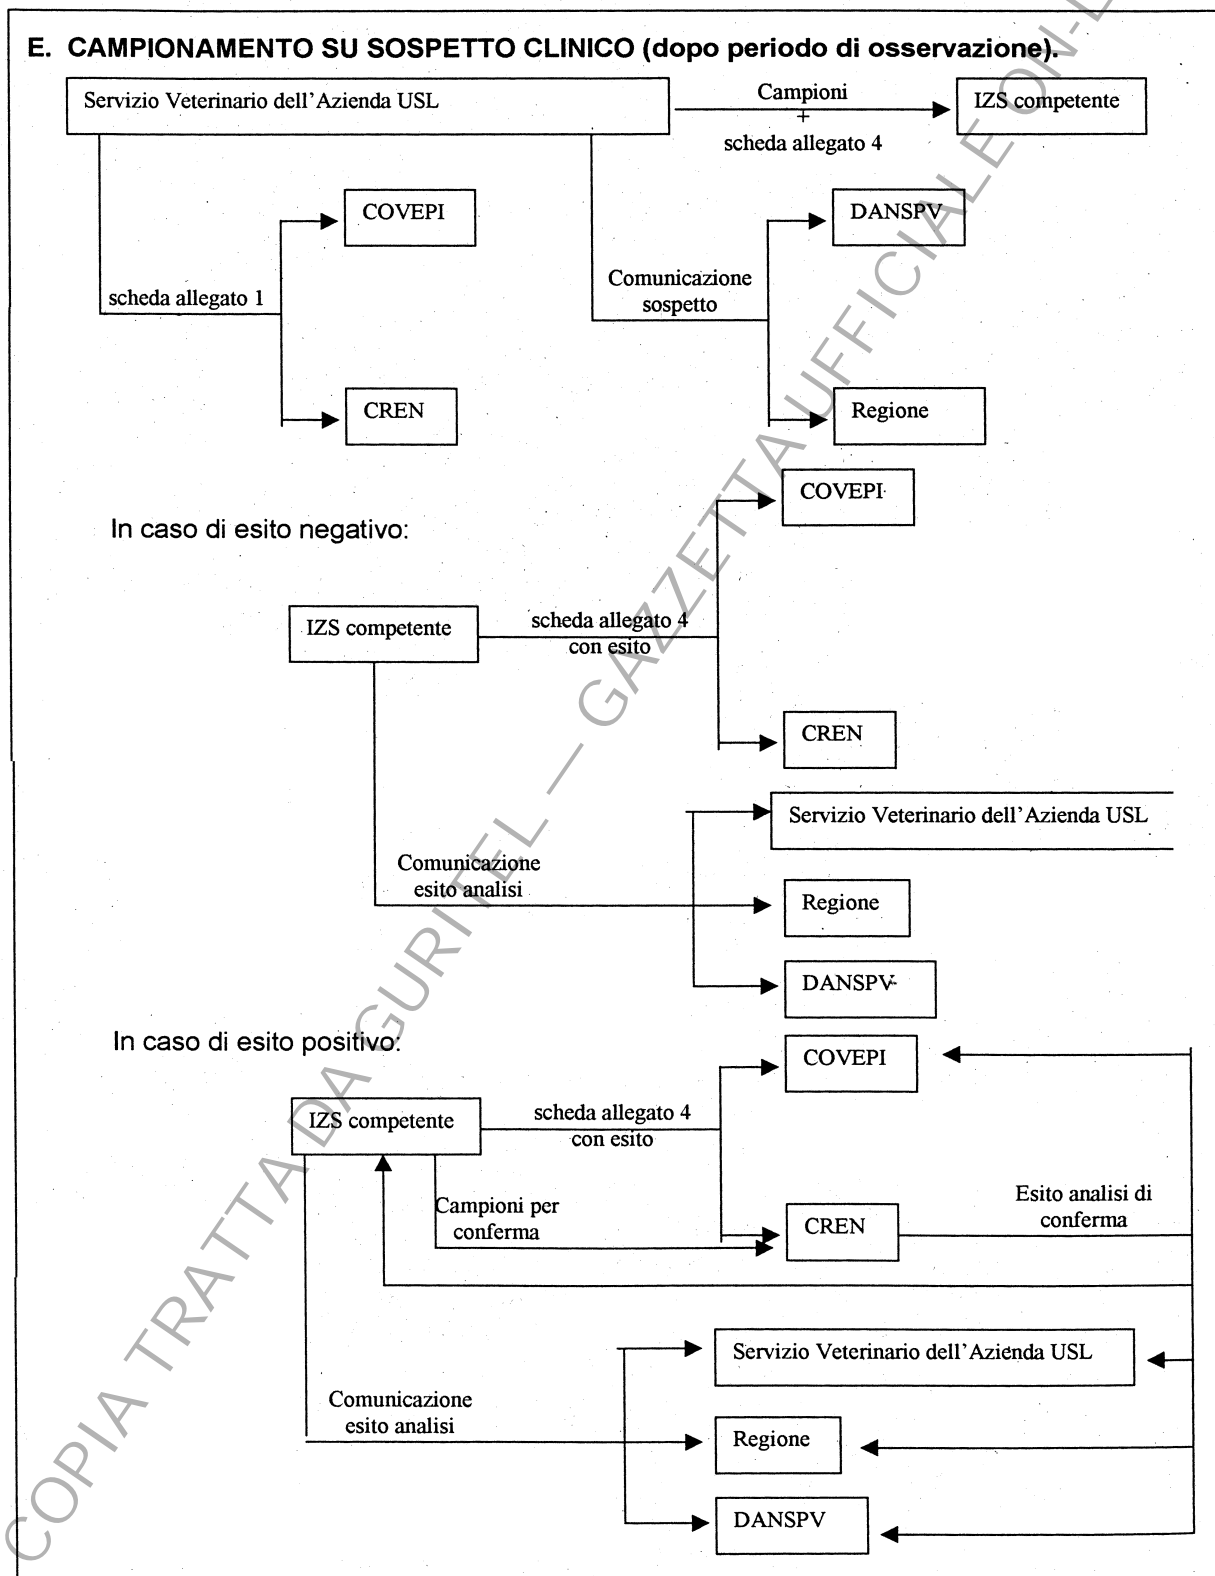 E. CAMPIONAMENTO SU SOSPETTO CLINICO (dopo periodo di osservazione).
Servizio Veterinario dell'Azienda USL
Campioni
+
scheda allegato 4
IZS competente
COVEPI
DANSPV
scheda allegato 1
Comunicazione
sospetto
CREN
Regione
COVEPI
In caso di esito negativo:
IZS competente
scheda allegato 4
con esito
CREN
Servizio Veterinario dell'Azienda USL
Comunicazione
esito analisi
Regione
DANSPV
In caso di esito positivo:
COVEPI
IZS competente
scheda allegato 4
con esito
Campioni per
conferma
CREN
Esito analisi di
conferma
Servizio Veterinario dell'Azienda USL
Comunicazione
esito analisi
Regione
DANSPV
COPIA TRATTA DA GURITEL — GAZZETTA UFFICIALE ON-L